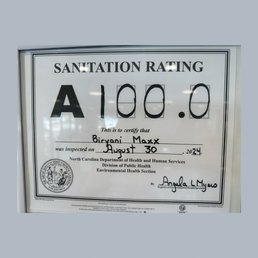 SANITATION RATING
A 100.0
This is to certify that
Biryani Maxx
was inspected on August 30 2024
North Carolina Department of Health and Human Services
Division of Public Health
Environmental Health Section
By Angela L Myers